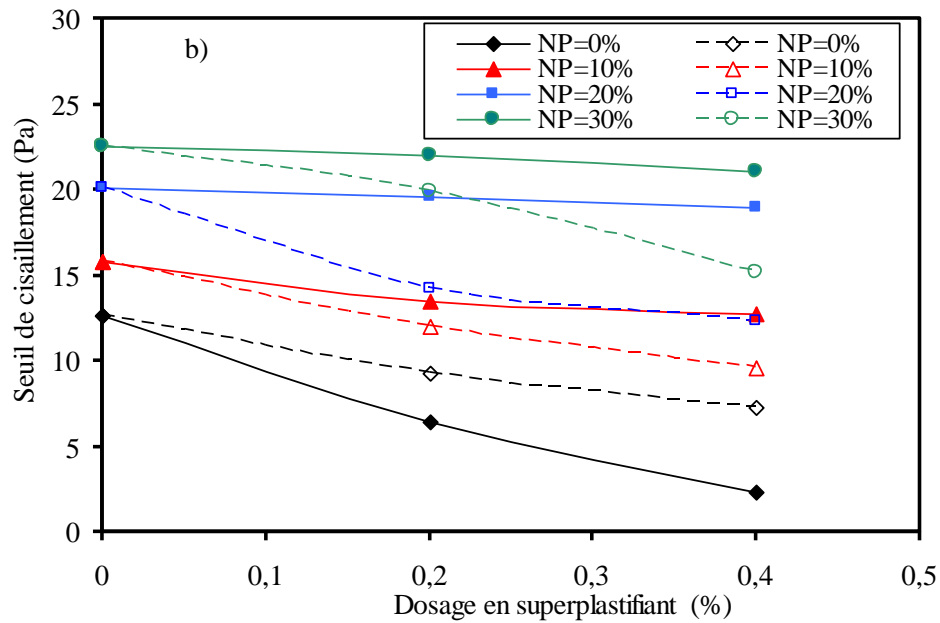 30
b)
NP=0% NP=0%
NP=10% NP=10%
25
NP=20% NP=20%
NP=30% NP=30%
20
15
10
5
0
Seuil de cisaillement (Pa)
0 0,1 0,2 0,3 0,4 0,5
Dosage en superplastifiant (%)